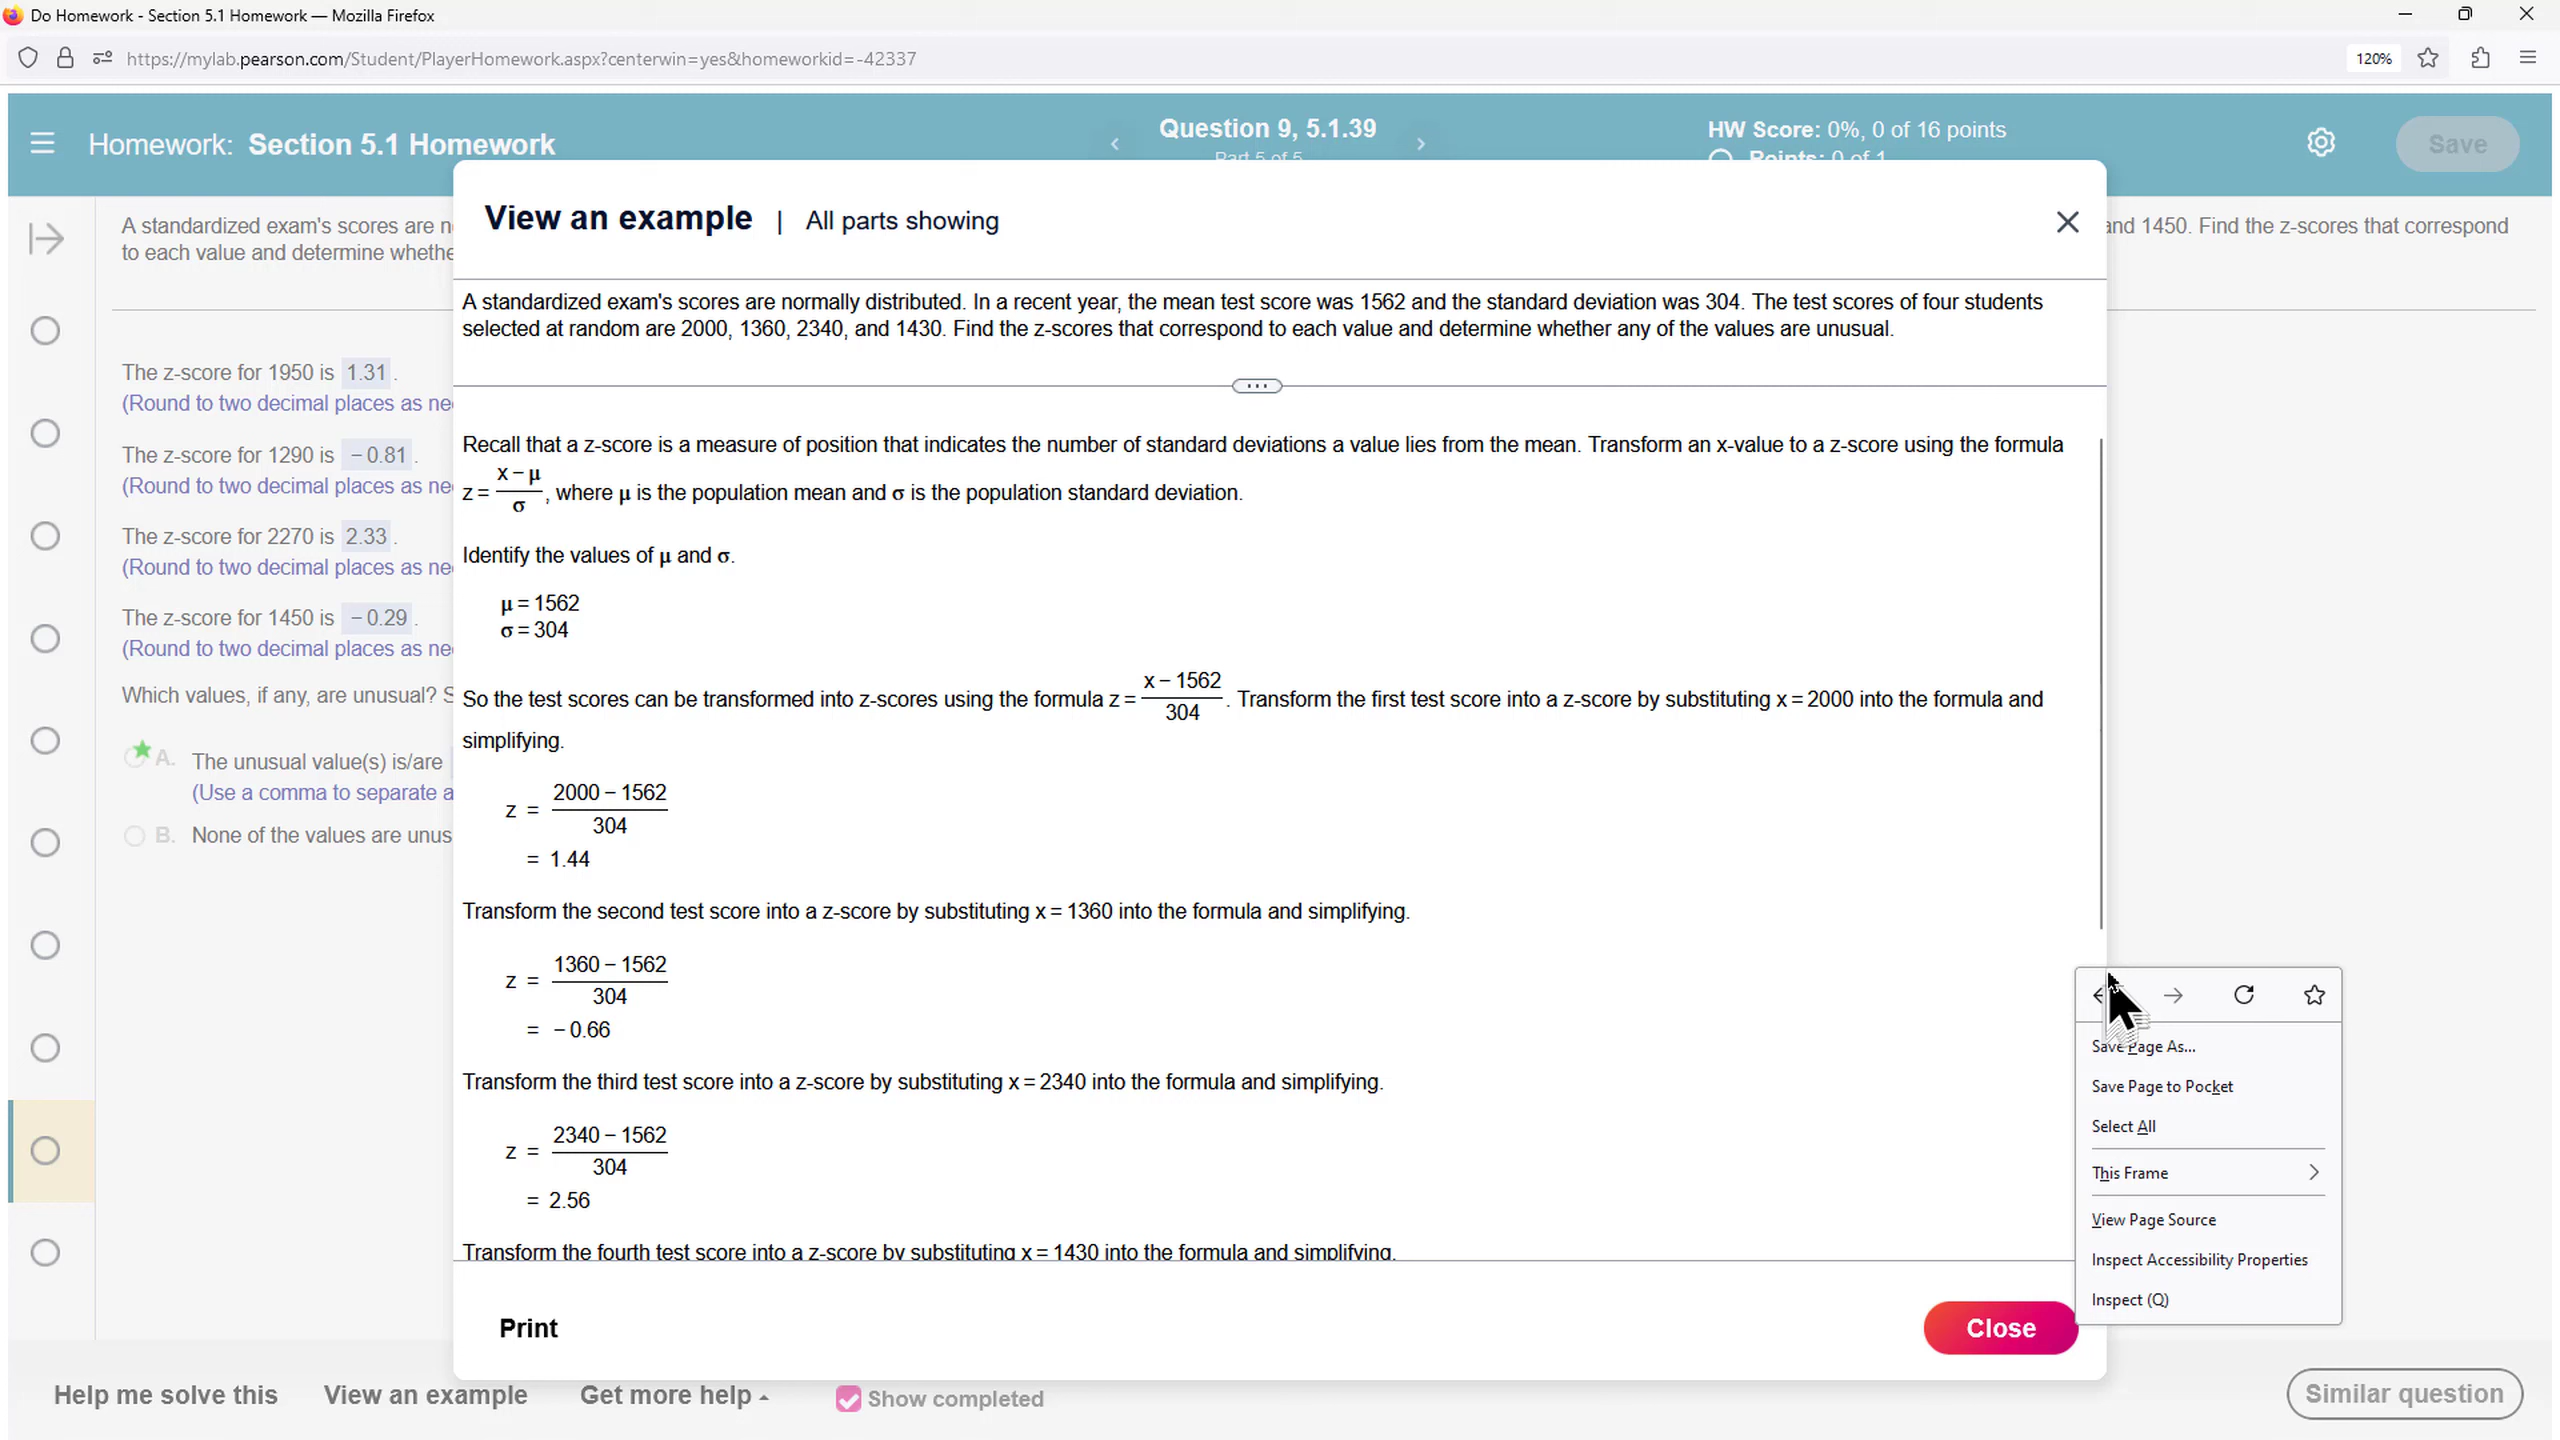 Do Homework - Section 5.1 Homework — Mozilla Firefox
https://mylab.pearson.com/Student/PlayerHomework.aspx?centerwin=yes&homeworkid=-42337
120%
Homework: Section 5.1 Homework
Question 9, 5.1.39
Part 5 of 5
HW Score: 0%, 0 of 16 points
Points: 0 of 1
Save
A standardized exam's scores are n
and 1450. Find the z-scores that correspond
to each value and determine whethe
The z-score for 1950 is 1.31.
(Round to two decimal places as ne
The z-score for 1290 is −0.81.
(Round to two decimal places as ne
The z-score for 2270 is 2.33.
(Round to two decimal places as ne
The z-score for 1450 is −0.29.
(Round to two decimal places as ne
Which values, if any, are unusual? S
A. The unusual value(s) is/are
(Use a comma to separate a
B. None of the values are unus
View an example | All parts showing
A standardized exam's scores are normally distributed. In a recent year, the mean test score was 1562 and the standard deviation was 304. The test scores of four students
selected at random are 2000, 1360, 2340, and 1430. Find the z-scores that correspond to each value and determine whether any of the values are unusual.
Recall that a z-score is a measure of position that indicates the number of standard deviations a value lies from the mean. Transform an x-value to a z-score using the formula
x − μ
z = , where μ is the population mean and σ is the population standard deviation.
σ
Identify the values of μ and σ.
μ = 1562
σ = 304
x − 1562
So the test scores can be transformed into z-scores using the formula z = . Transform the first test score into a z-score by substituting x = 2000 into the formula and
304
simplifying.
2000 − 1562
z =
304
= 1.44
Transform the second test score into a z-score by substituting x = 1360 into the formula and simplifying.
1360 − 1562
z =
304
= −0.66
Transform the third test score into a z-score by substituting x = 2340 into the formula and simplifying.
2340 − 1562
z =
304
= 2.56
Transform the fourth test score into a z-score by substituting x = 1430 into the formula and simplifying.
Print
Close
Save Page As...
Save Page to Pocket
Select All
This Frame
View Page Source
Inspect Accessibility Properties
Inspect (Q)
Help me solve this
View an example
Get more help
Show completed
Similar question